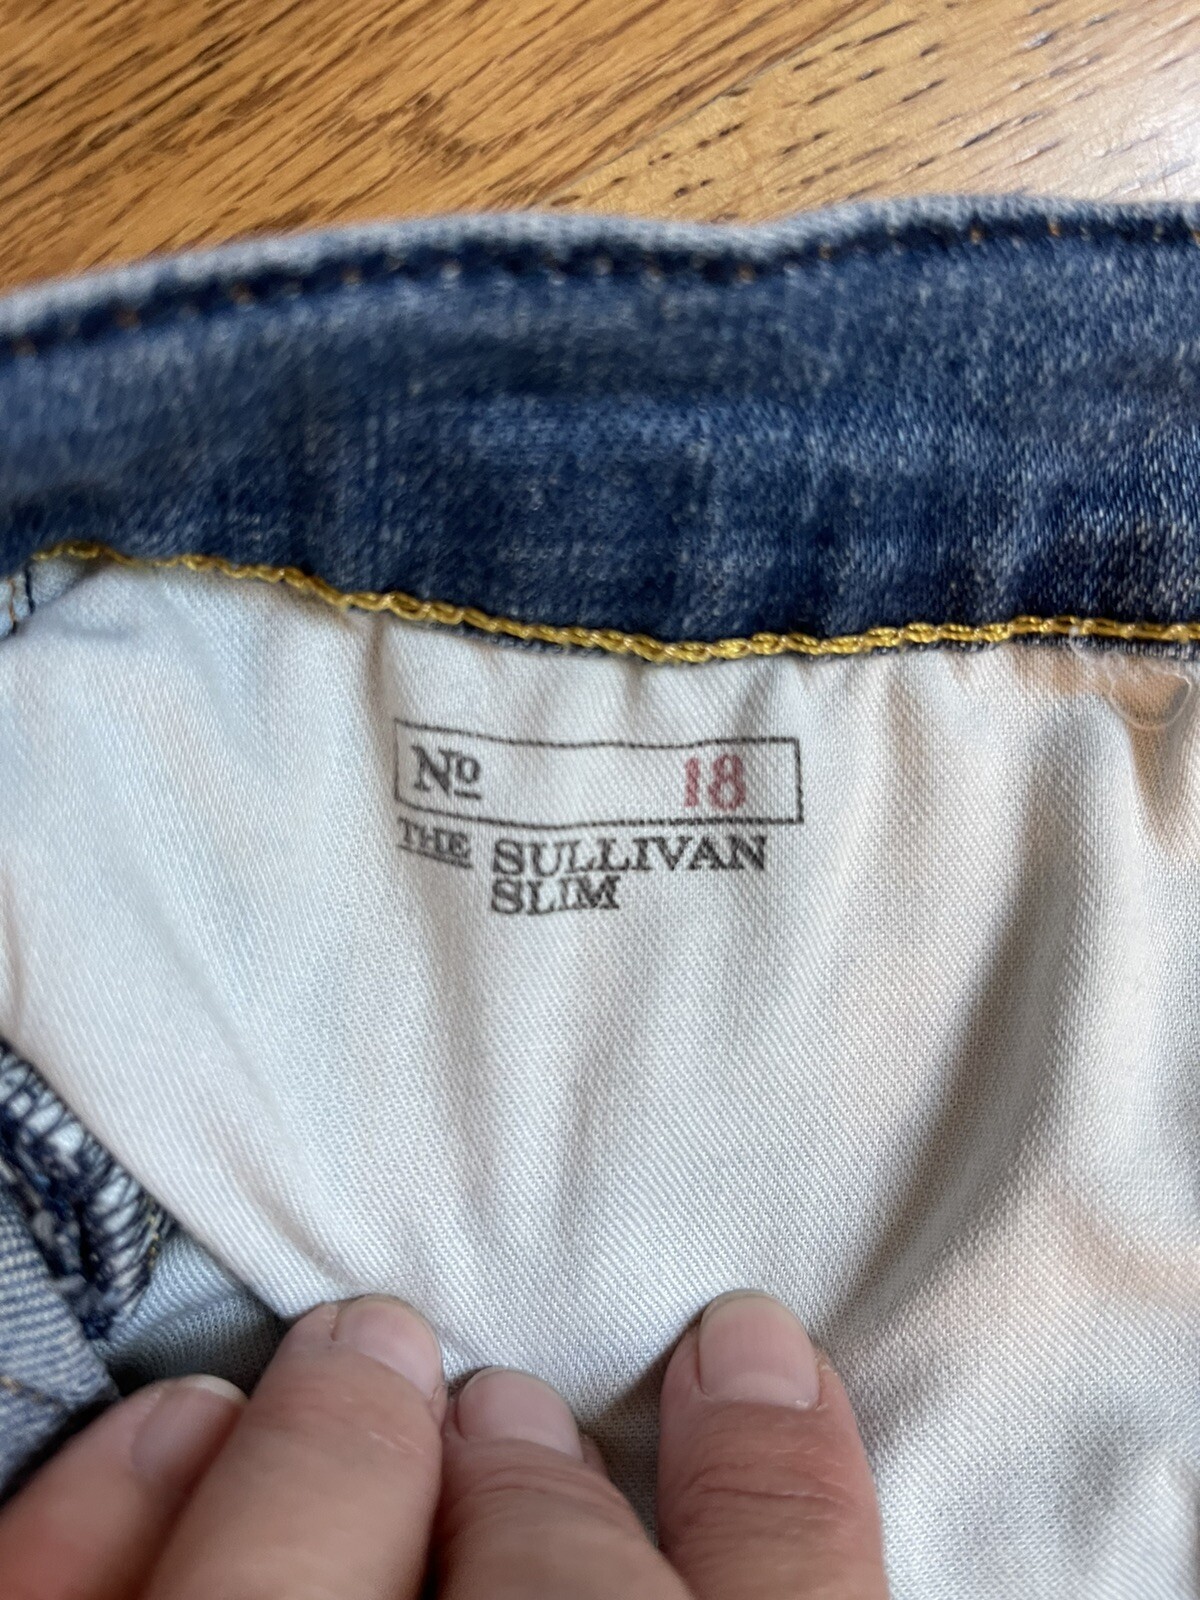 No 18
THE SULLIVAN
SLIM